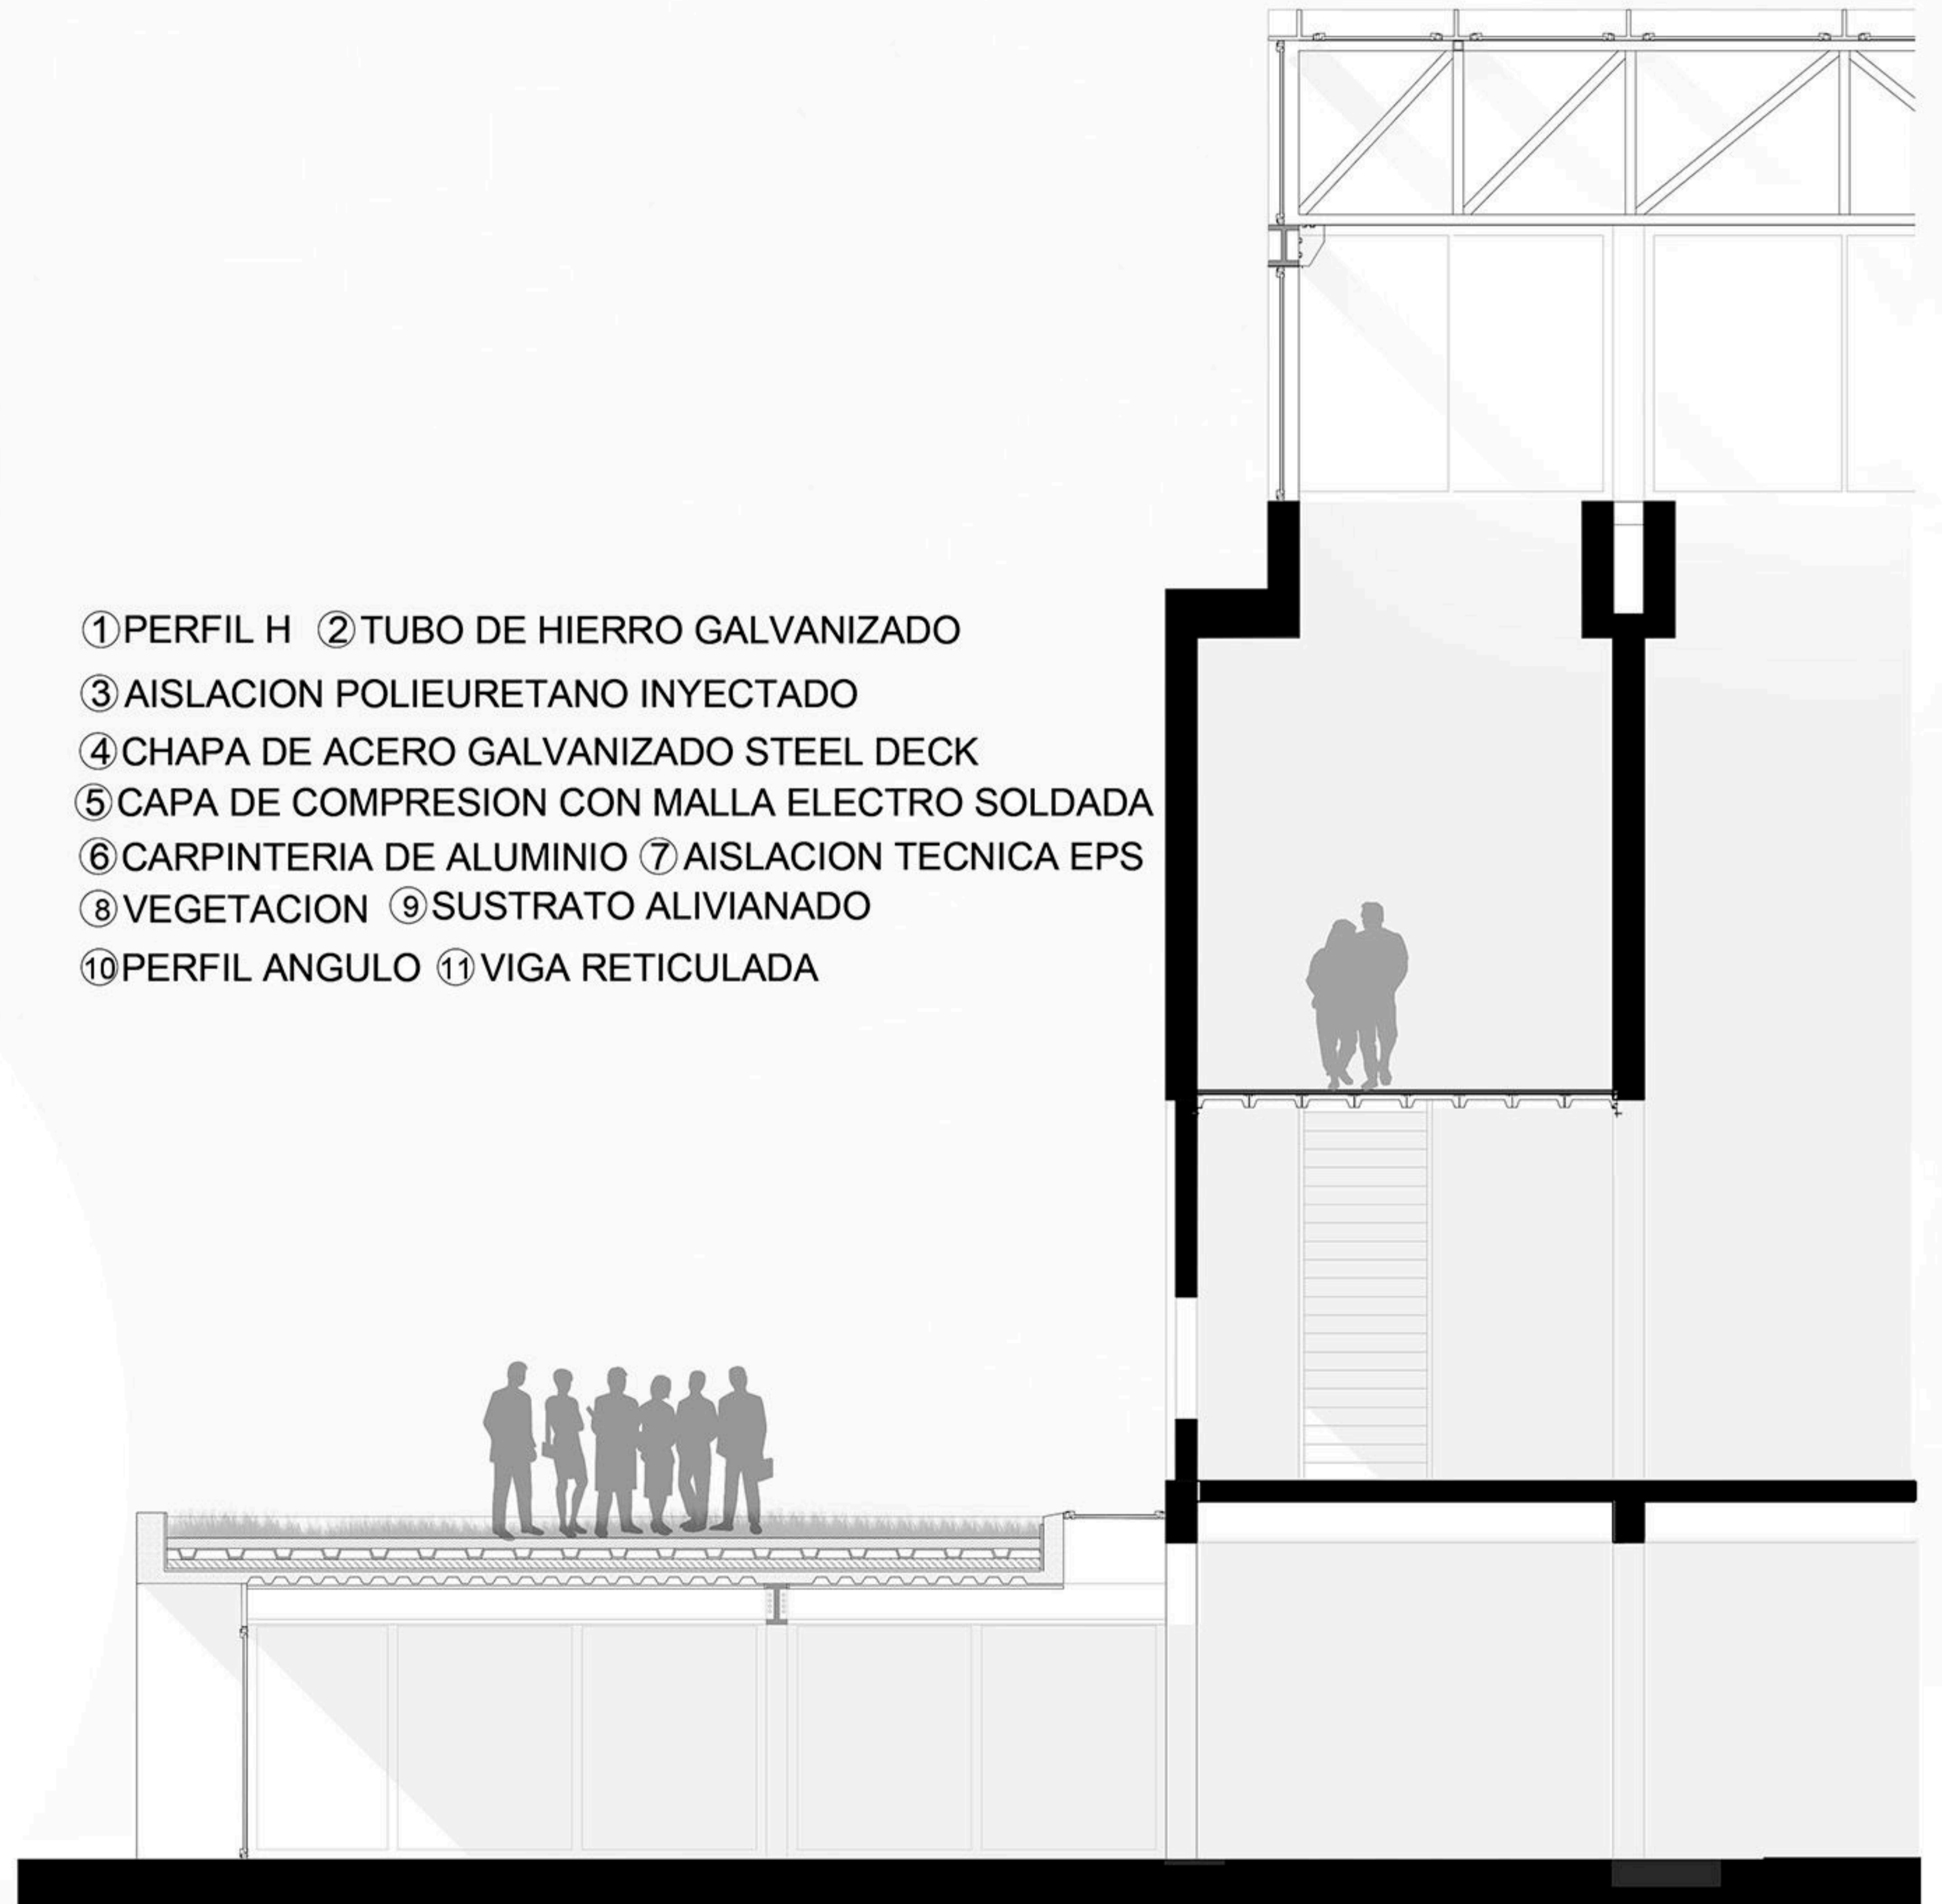 ①PERFIL H ②TUBO DE HIERRO GALVANIZADO
③AISLACION POLIEURETANO INYECTADO
④CHAPA DE ACERO GALVANIZADO STEEL DECK
⑤CAPA DE COMPRESION CON MALLA ELECTRO SOLDADA
⑥CARPINTERIA DE ALUMINIO ⑦AISLACION TECNICA EPS
⑧VEGETACION ⑨SUSTRATO ALIVIANADO
⑩PERFIL ANGULO ⑪VIGA RETICULADA